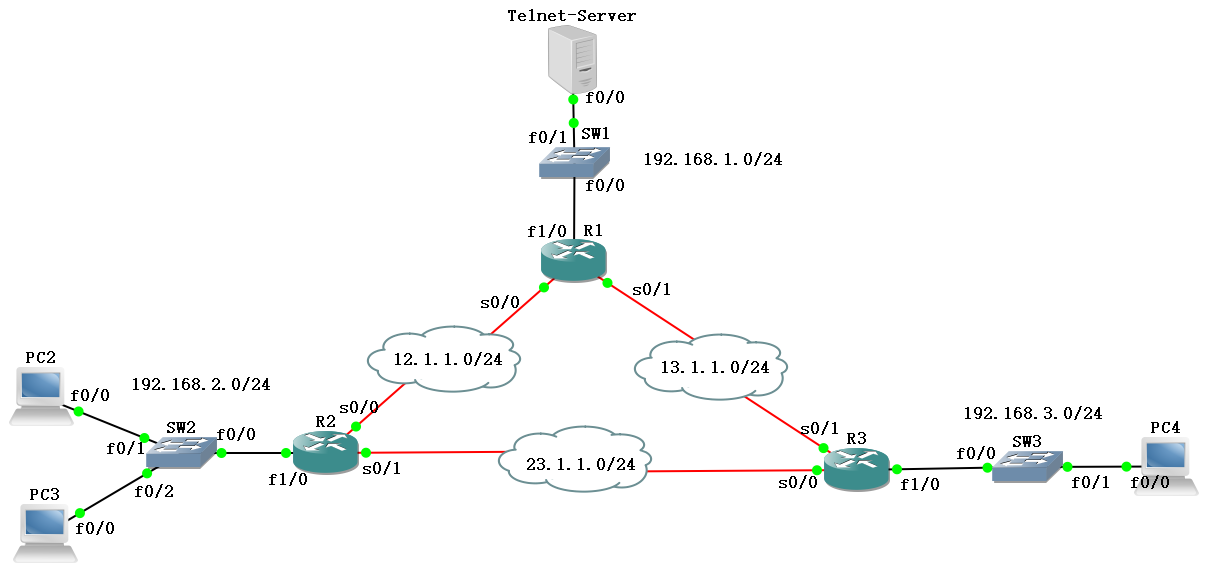 Telnet-Server
f0/0
f0/1
SW1
192.168.1.0/24
f0/0
f1/0
R1
s0/0
s0/1
12.1.1.0/24
13.1.1.0/24
PC2
192.168.2.0/24
f0/0
s0/0
R2
SW2
f0/0
f0/1
f1/0
s0/1
f0/2
PC3
f0/0
23.1.1.0/24
s0/1
R3
s0/0
f1/0
192.168.3.0/24
SW3
f0/0
f0/1
PC4
f0/0